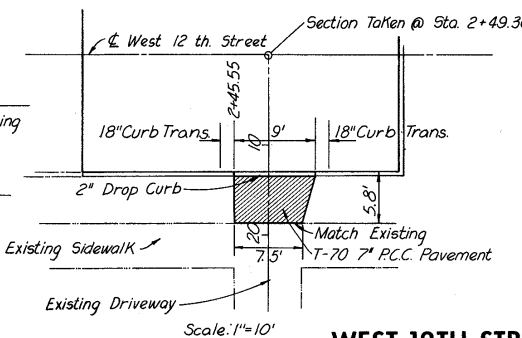 Section Taken @ Sta. 2+49.30
℄ West 12 th. Street
ing
2+45.55
18" Curb Trans.
9'
18" Curb Trans.
10
2" Drop Curb
5.8'
20
Match Existing
Existing Sidewalk
7.5'
T-70 7" P.C.C. Pavement
Existing Driveway
Scale: 1"=10'